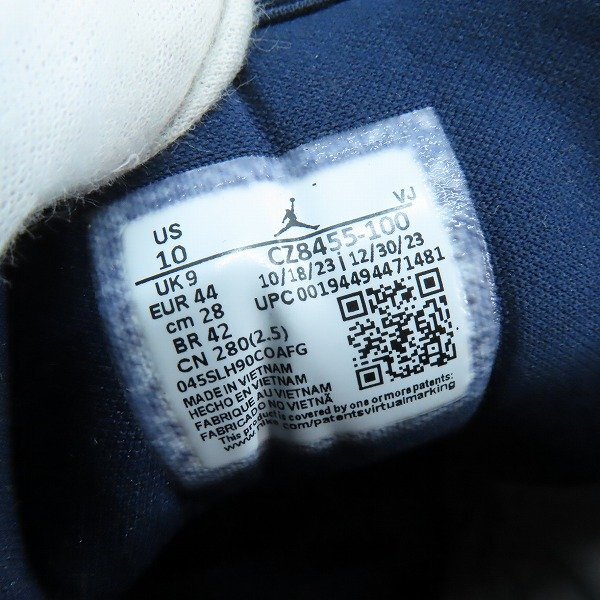 US
10
UK 9
EUR 44
cm 28
BR 42
CN 280(2.5)
045SLH90COAFG
MADE IN VIETNAM
HECHO EN VIETNAM
FABRIQUE AU VIETNAM
FABRICADO NO VIETNÃ
This product is covered by one or more patents:
www.nike.com/patentsvirtualmarking
VJ
CZ8455-100
10/18/23 | 12/30/23
UPC 00194494471481